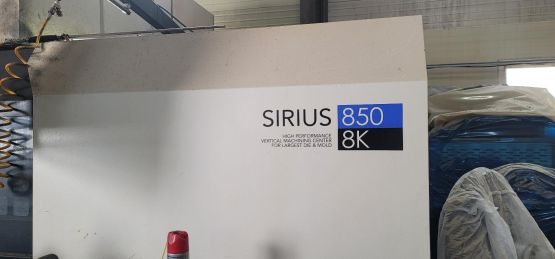 SIRIUS 850
8K
HIGH PERFORMANCE
VERTICAL MACHINING CENTER
FOR LARGEST DIE & MOLD